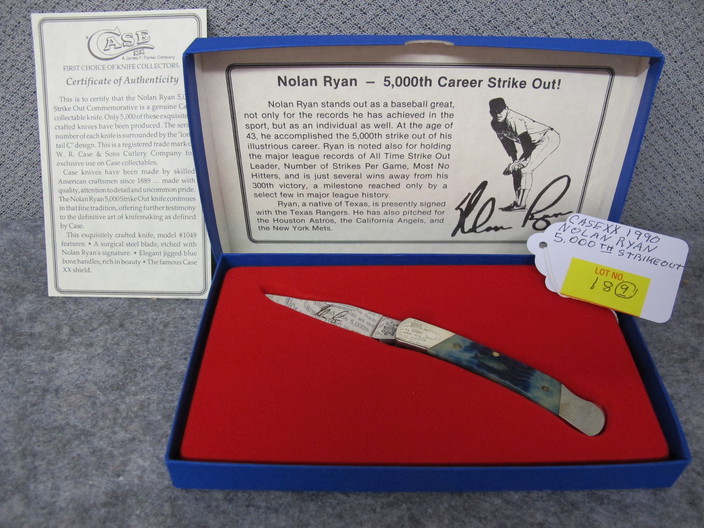 CASE
XX
A James F. Parker Company
FIRST CHOICE OF KNIFE COLLECTORS
Certificate of Authenticity
This is to certify that the Nolan Ryan
Strike Out Commemorative is a genuine
collectable knife. Only 5,000 of these exquisite
crafted knives have been produced. The
number of each knife is surrounded by the
tail C" design. This is a registered trade mark
W. R. Case & Sons Cutlery Company for
exclusive use on Case collectables.
Case knives have been made by skilled
American craftsmen since 1889 ... made with
quality, attention to detail and uncommon pride.
The Nolan Ryan 5,000 Strike Out knife continues
in that fine tradition, offering further testimony
to the definitive art of knifemaking as defined
by Case.
This exquisitely crafted knife, model #1048
features: • A surgical steel blade, etched with
Nolan Ryan's signature. • Elegant jigged blue
bone handles, rich in beauty • The famous Case
XX shield.
Nolan Ryan – 5,000th Career Strike Out!
Nolan Ryan stands out as a baseball great,
not only for the records he has achieved in the
sport, but as an individual as well. At the age of
43, he accomplished the 5,000th strike out of his
illustrious career. Ryan is noted also for holding
the major league records of All Time Strike Out
Leader, Number of Strikes Per Game, Most No
Hitters, and is just several wins away from his
300th victory, a milestone reached only by a
select few in major league history.
Ryan, a native of Texas, is presently signed
with the Texas Rangers. He has also pitched for
the Houston Astros, the California Angels, and
the New York Mets.
Nolan Ryan
CASE XX 1990
NOLAN RYAN
5,000TH STRIKEOUT
LOT NO.
18 9